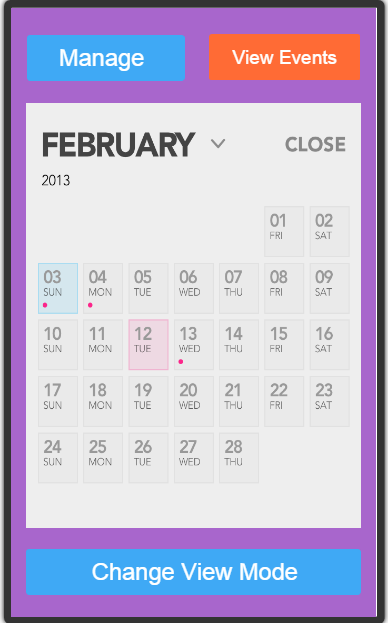 Manage View Events
FEBRUARY CLOSE
2013
01 02
FRI SAT
03 04 05 06 07 08 09
SUN MON TUE WED THU FRI SAT
10 11 12 13 14 15 16
SUN MON TUE WED THU FRI SAT
17 18 19 20 21 22 23
SUN MON TUE WED THU FRI SAT
24 25 26 27 28
SUN MON TUE WED THU
Change View Mode